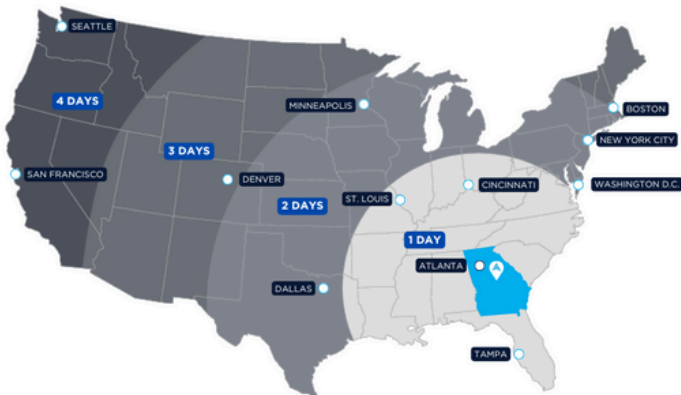 SEATTLE
4 DAYS
MINNEAPOLIS
BOSTON
NEW YORK CITY
3 DAYS
SAN FRANCISCO
DENVER
CINCINNATI
WASHINGTON D.C.
ST. LOUIS
2 DAYS
1 DAY
ATLANTA
DALLAS
TAMPA